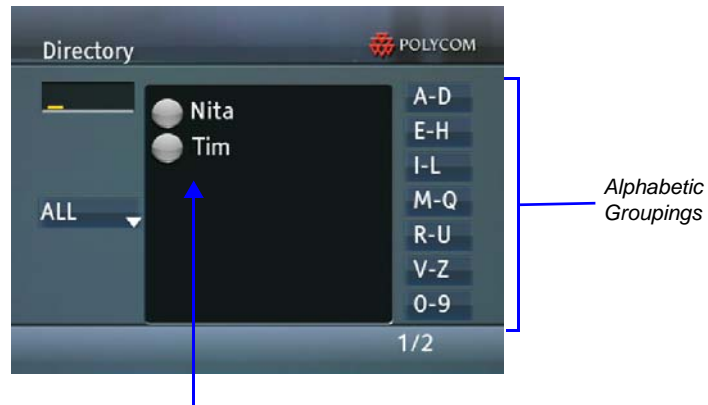 Directory
POLYCOM
Nita
Tim
ALL
A-D
E-H
I-L
M-Q
R-U
V-Z
0-9
1/2
Alphabetic
Groupings